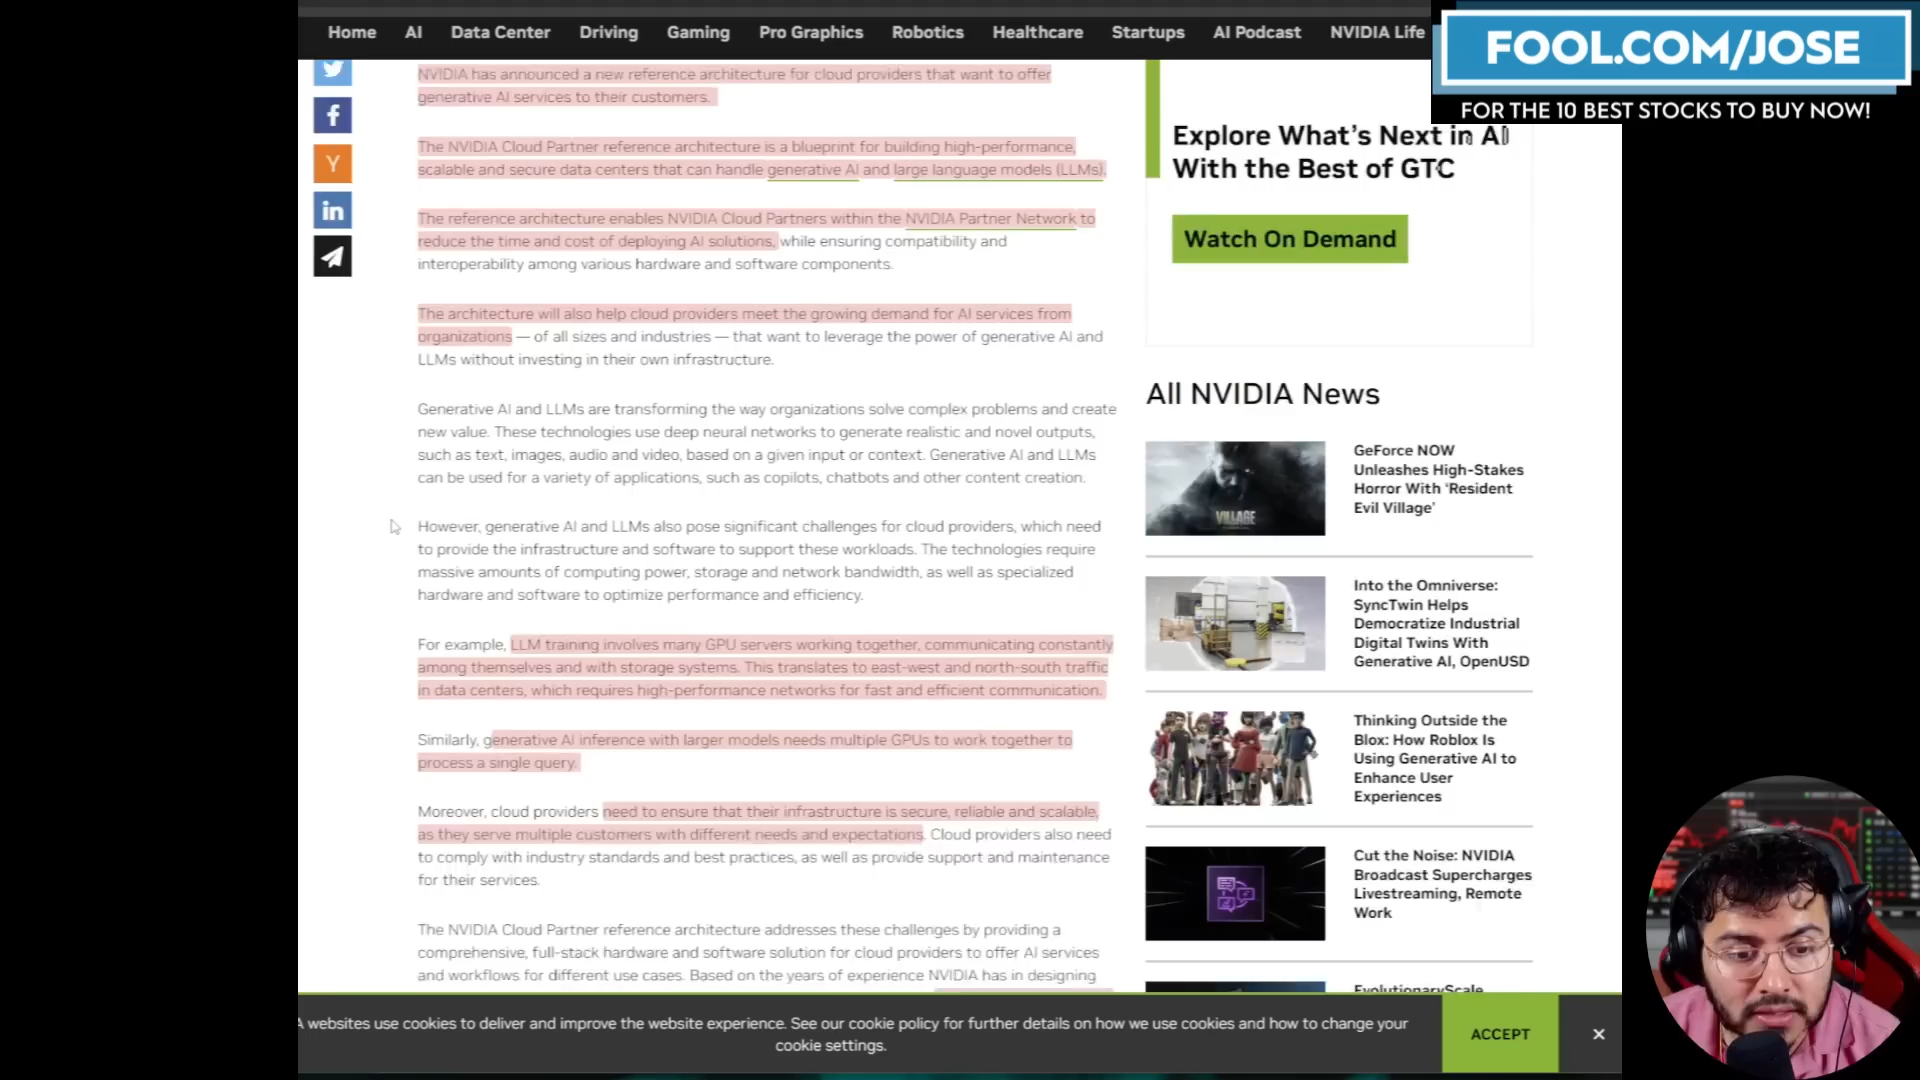 Home AI Data Center Driving Gaming Pro Graphics Robotics Healthcare Startups AI Podcast NVIDIA Life
FOOL.COM/JOSE
FOR THE 10 BEST STOCKS TO BUY NOW!
NVIDIA has announced a new reference architecture for cloud providers that want to offer
generative AI services to their customers.
The NVIDIA Cloud Partner reference architecture is a blueprint for building high-performance,
scalable and secure data centers that can handle generative AI and large language models (LLMs).
The reference architecture enables NVIDIA Cloud Partners within the NVIDIA Partner Network to
reduce the time and cost of deploying AI solutions, while ensuring compatibility and
interoperability among various hardware and software components.
The architecture will also help cloud providers meet the growing demand for AI services from
organizations — of all sizes and industries — that want to leverage the power of generative AI and
LLMs without investing in their own infrastructure.
Generative AI and LLMs are transforming the way organizations solve complex problems and create
new value. These technologies use deep neural networks to generate realistic and novel outputs,
such as text, images, audio and video, based on a given input or context. Generative AI and LLMs
can be used for a variety of applications, such as copilots, chatbots and other content creation.
However, generative AI and LLMs also pose significant challenges for cloud providers, which need
to provide the infrastructure and software to support these workloads. The technologies require
massive amounts of computing power, storage and network bandwidth, as well as specialized
hardware and software to optimize performance and efficiency.
For example, LLM training involves many GPU servers working together, communicating constantly
among themselves and with storage systems. This translates to east-west and north-south traffic
in data centers, which requires high-performance networks for fast and efficient communication.
Similarly, generative AI inference with larger models needs multiple GPUs to work together to
process a single query.
Moreover, cloud providers need to ensure that their infrastructure is secure, reliable and scalable,
as they serve multiple customers with different needs and expectations. Cloud providers also need
to comply with industry standards and best practices, as well as provide support and maintenance
for their services.
The NVIDIA Cloud Partner reference architecture addresses these challenges by providing a
comprehensive, full-stack hardware and software solution for cloud providers to offer AI services
and workflows for different use cases. Based on the years of experience NVIDIA has in designing
Explore What's Next in AI
With the Best of GTC
Watch On Demand
All NVIDIA News
VILLAGE
GeForce NOW
Unleashes High-Stakes
Horror With ‘Resident
Evil Village’
Into the Omniverse:
SyncTwin Helps
Democratize Industrial
Digital Twins With
Generative AI, OpenUSD
Thinking Outside the
Blox: How Roblox Is
Using Generative AI to
Enhance User
Experiences
Cut the Noise: NVIDIA
Broadcast Supercharges
Livestreaming, Remote
Work
EvolutionaryScale
A websites use cookies to deliver and improve the website experience. See our cookie policy for further details on how we use cookies and how to change your
cookie settings.
ACCEPT